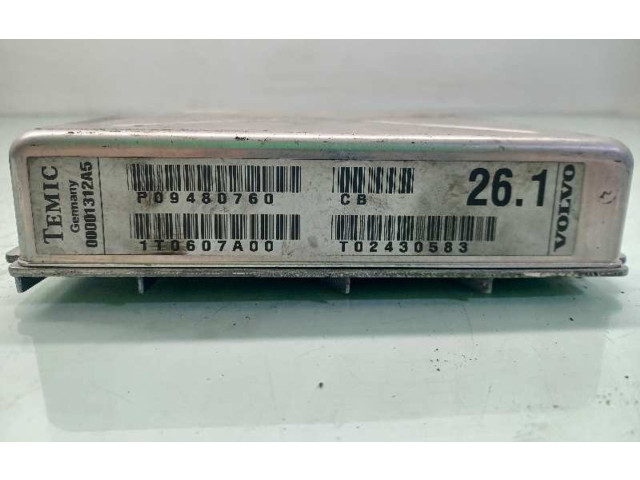 TEMIC
Germany
00001312A5
P09480760
CB
26.1
1T0607A00
T02430583
VOLVO